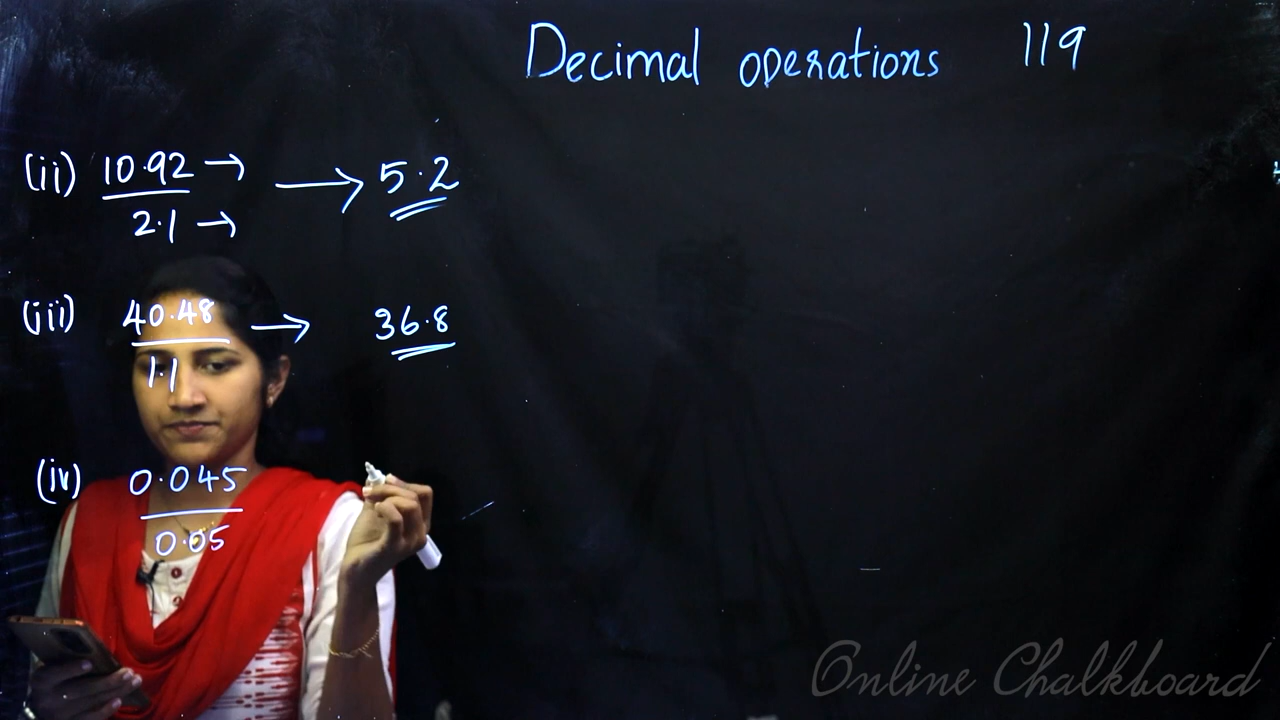 Decimal operations 119
(ii) 10.92 → → 5.2
2.1 →
(iii) 40.48 → 36.8
1.1
(iv) 0.045
0.05
Online Chalkboard